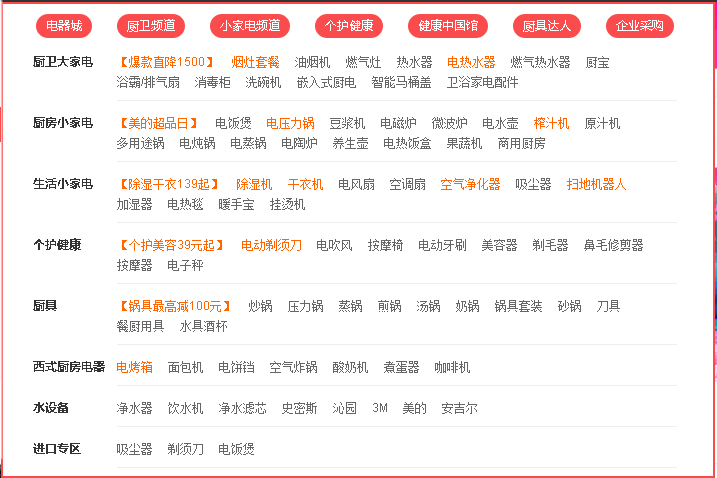 电器城 厨卫频道 小家电频道 个护健康 健康中国馆 厨具达人 企业采购
厨卫大家电 【爆款直降1500】 烟灶套餐 油烟机 燃气灶 热水器 电热水器 燃气热水器 厨宝
浴霸/排气扇 消毒柜 洗碗机 嵌入式厨电 智能马桶盖 卫浴家电配件
厨房小家电 【美的超品日】 电饭煲 电压力锅 豆浆机 电磁炉 微波炉 电水壶 榨汁机 原汁机
多用途锅 电炖锅 电蒸锅 电陶炉 养生壶 电热饭盒 果蔬机 商用厨房
生活小家电 【除湿干衣139起】 除湿机 干衣机 电风扇 空调扇 空气净化器 吸尘器 扫地机器人
加湿器 电热毯 暖手宝 挂烫机
个护健康 【个护美容39元起】 电动剃须刀 电吹风 按摩椅 电动牙刷 美容器 剃毛器 鼻毛修剪器
按摩器 电子秤
厨具 【锅具最高减100元】 炒锅 压力锅 蒸锅 煎锅 汤锅 奶锅 锅具套装 砂锅 刀具
餐厨用具 水具酒杯
西式厨房电器 电烤箱 面包机 电饼铛 空气炸锅 酸奶机 煮蛋器 咖啡机
水设备 净水器 饮水机 净水滤芯 史密斯 沁园 3M 美的 安吉尔
进口专区 吸尘器 剃须刀 电饭煲